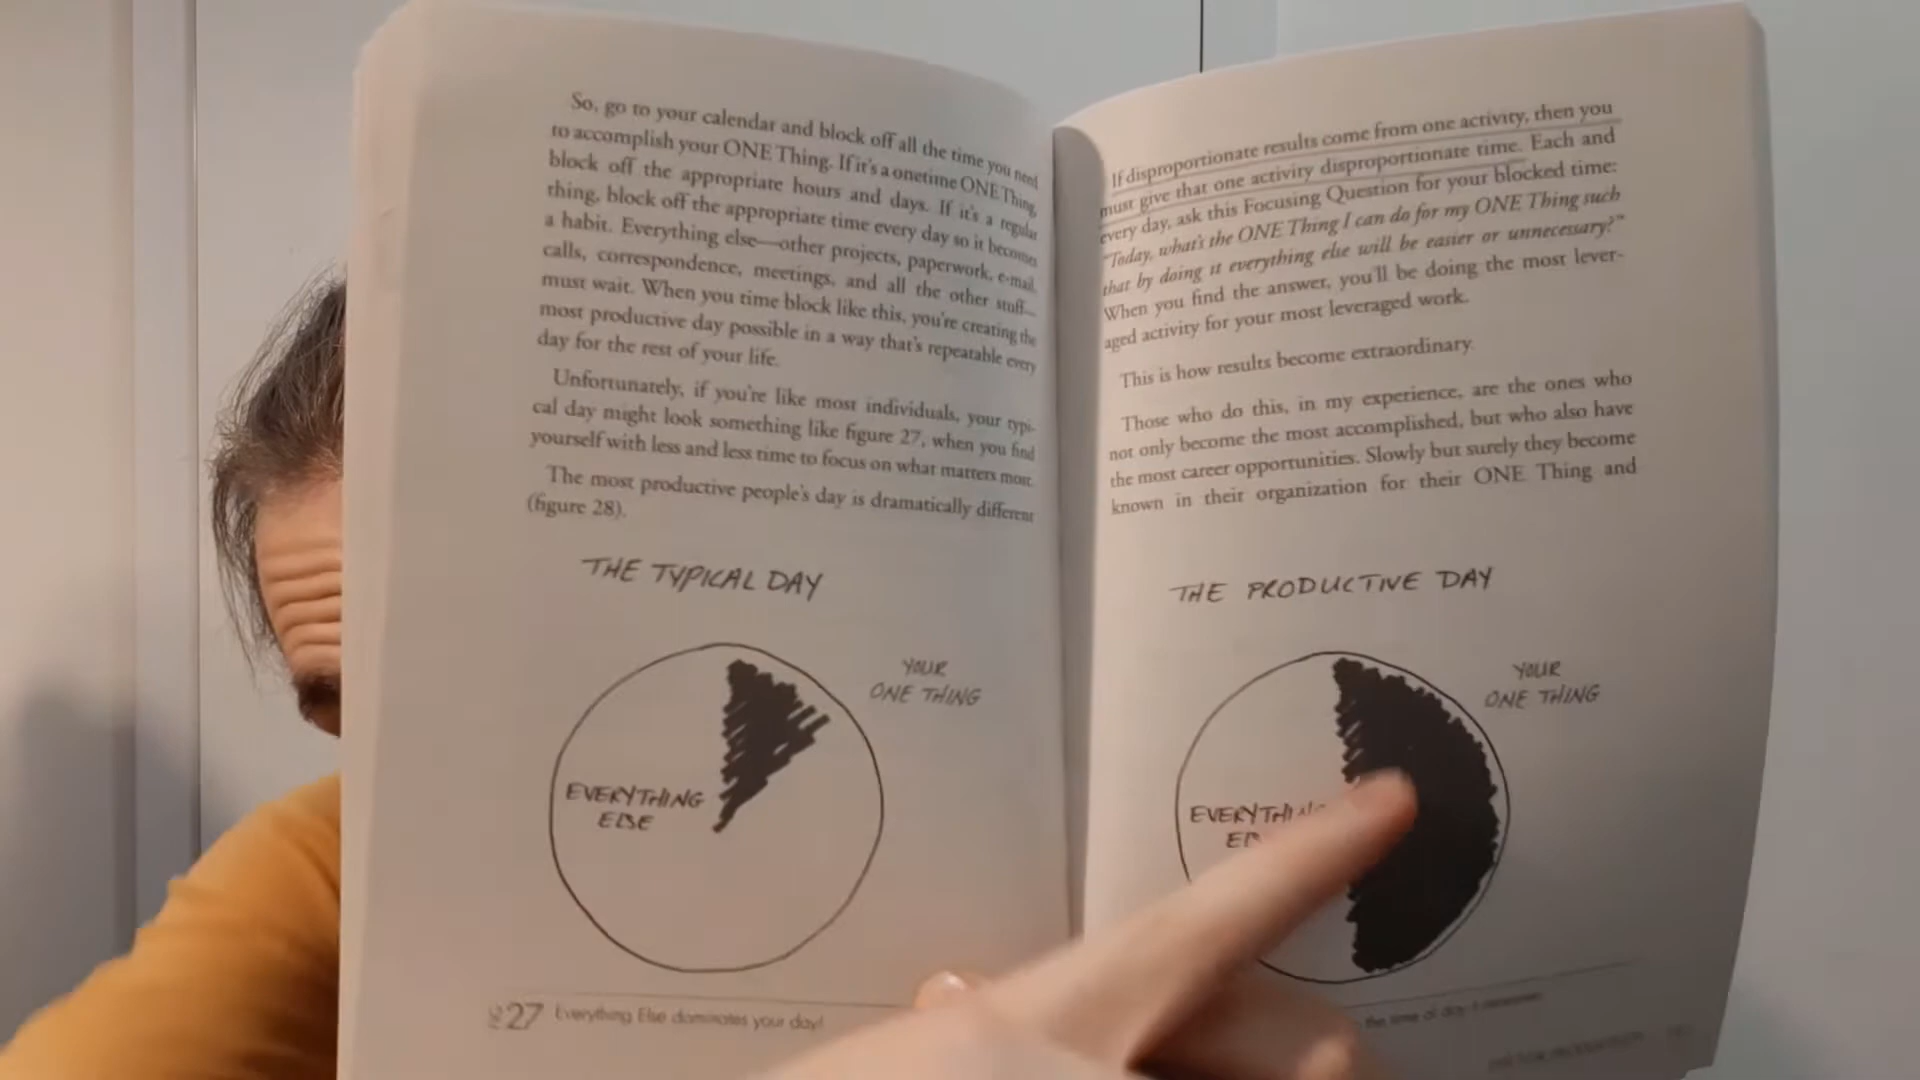 So, go to your calendar and block off all the time you need
to accomplish your ONE Thing. If it's a onetime ONE Thing,
block off the appropriate hours and days. If it's a regular
thing, block off the appropriate time every day so it becomes
a habit. Everything else—other projects, paperwork, e-mail,
calls, correspondence, meetings, and all the other stuff—
must wait. When you time block like this, you're creating the
most productive day possible in a way that's repeatable every
day for the rest of your life.
Unfortunately, if you're like most individuals, your typi-
cal day might look something like figure 27, when you find
yourself with less and less time to focus on what matters most.
The most productive people's day is dramatically different
(figure 28).
THE TYPICAL DAY
YOUR
ONE THING
EVERYTHING
ELSE
27 Everything Else dominates your day!
If disproportionate results come from one activity, then you
must give that one activity disproportionate time. Each and
every day, ask this Focusing Question for your blocked time:
"Today, what's the ONE Thing I can do for my ONE Thing such
that by doing it everything else will be easier or unnecessary?"
When you find the answer, you'll be doing the most lever-
aged activity for your most leveraged work.
This is how results become extraordinary.
Those who do this, in my experience, are the ones who
not only become the most accomplished, but who also have
the most career opportunities. Slowly but surely they become
known in their organization for their ONE Thing and
THE PRODUCTIVE DAY
YOUR
ONE THING
EVERYTHING
the time of day it